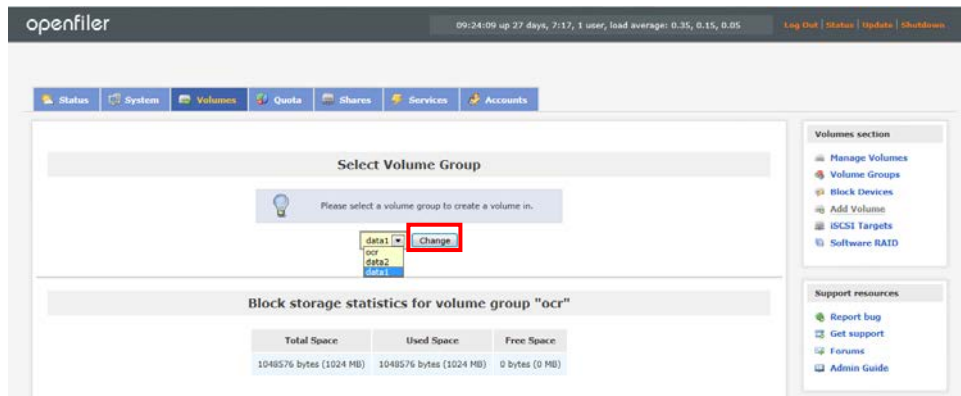 openfiler
09:24:09 up 27 days, 7:17, 1 user, load average: 0.35, 0.15, 0.05
Log Out | Status | Update | Shutdown
Status System Volumes Quota Shares Services Accounts
Select Volume Group
Please select a volume group to create a volume in.
data1 Change
ocr
data2
data1
Block storage statistics for volume group "ocr"
Total Space Used Space Free Space
1048576 bytes (1024 MB) 1048576 bytes (1024 MB) 0 bytes (0 MB)
Volumes section
Manage Volumes
Volume Groups
Block Devices
Add Volume
iSCSI Targets
Software RAID
Support resources
Report bug
Get support
Forums
Admin Guide